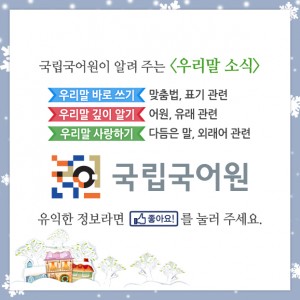 국립국어원이 알려 주는 <우리말 소식>
우리말 바로 쓰기 맞춤법, 표기 관련
우리말 깊이 알기 어원, 유래 관련
우리말 사랑하기 다듬은 말, 외래어 관련
국립국어원
유익한 정보라면 좋아요! 를 눌러 주세요.